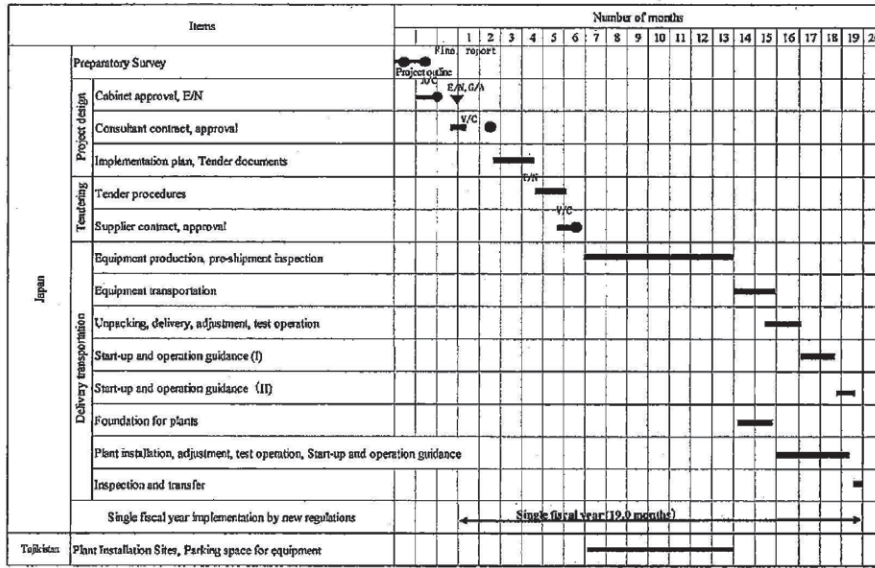 Items
Number of months
1 2 3 4 5 6 7 8 9 10 11 12 13 14 15 16 17 18 19 20
Japan
Preparatory Survey
Fino. report
Project outline
Project design
Cabinet approval, E/N
A/C
E/N, G/A
Consultant contract, approval
V/C
Implementation plan, Tender documents
Tendering
Tender procedures
Supplier contract, approval
V/C
Delivery transportation
Equipment production, pre-shipment inspection
Equipment transportation
Unpacking, delivery, adjustment, test operation
Start-up and operation guidance (I)
Start-up and operation guidance (II)
Foundation for plants
Plant installation, adjustment, test operation, Start-up and operation guidance
Inspection and transfer
Single fiscal year implementation by new regulations
Single fiscal year (19.0 months)
Tajikistan
Plant Installation Sites, Parking space for equipment